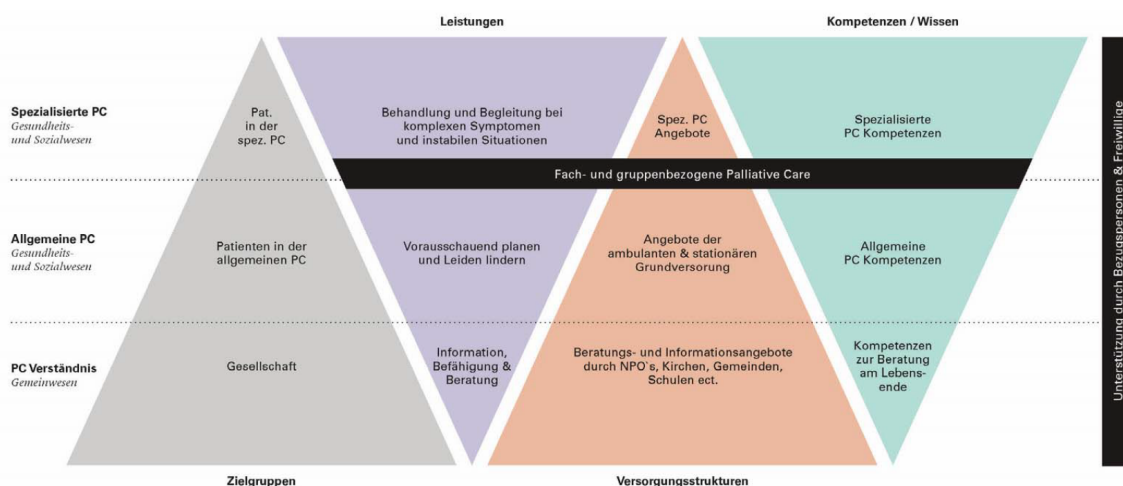 Leistungen
Kompetenzen / Wissen
Spezialisierte PC
Gesundheits-
und Sozialwesen
Pat.
in der
spez. PC
Behandlung und Begleitung bei
komplexen Symptomen
und instabilen Situationen
Spez. PC
Angebote
Spezialisierte
PC Kompetenzen
Fach- und gruppenbezogene Palliative Care
Allgemeine PC
Gesundheits-
und Sozialwesen
Patienten in der
allgemeinen PC
Vorausschauend planen
und Leiden lindern
Angebote der
ambulanten & stationären
Grundversorung
Allgemeine
PC Kompetenzen
PC Verständnis
Gemeinwesen
Gesellschaft
Information,
Befähigung &
Beratung
Beratungs- und Informationsangebote
durch NPO`s, Kirchen, Gemeinden,
Schulen ect.
Kompetenzen
zur Beratung
am Lebens-
ende
Zielgruppen
Versorgungsstrukturen
Unterstützung durch Bezugspersonen & Freiwillige